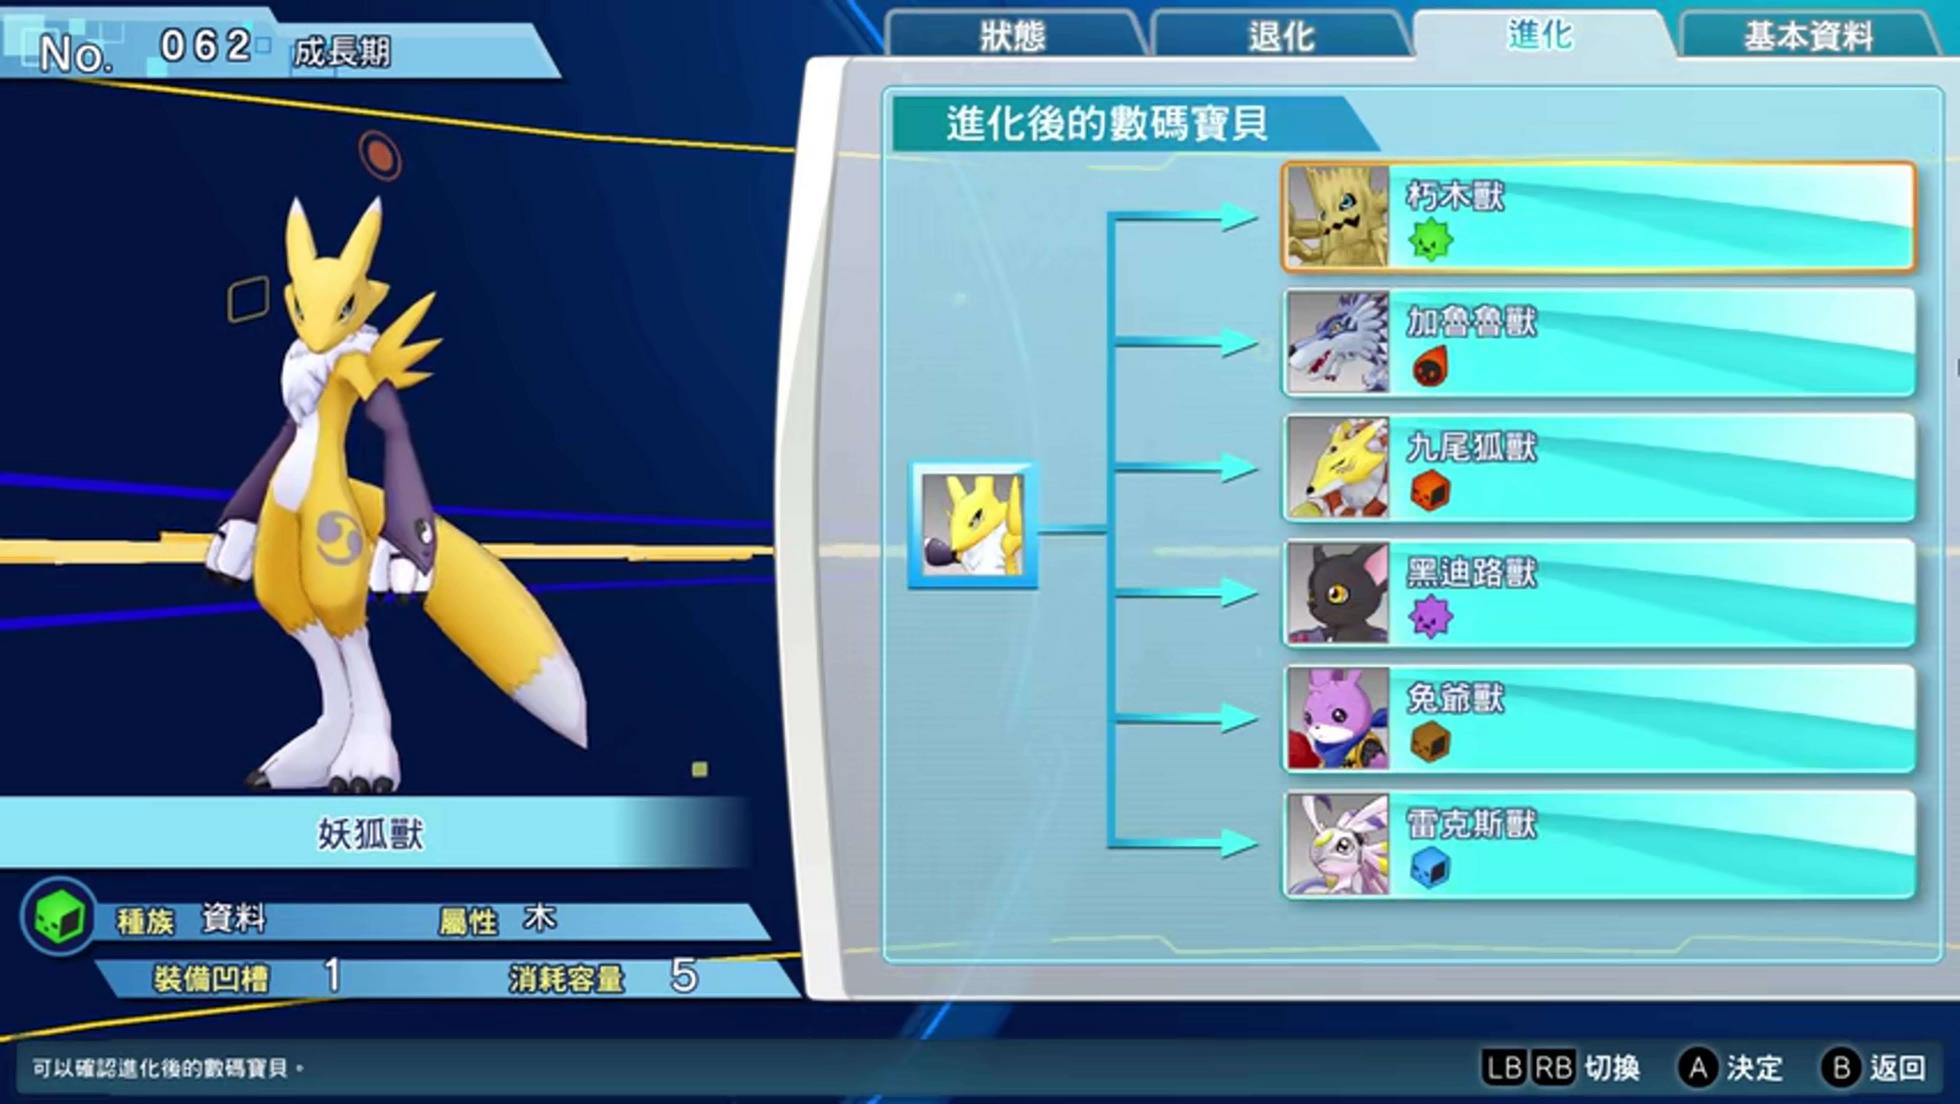 No. 062 成長期
狀態 退化 進化 基本資料
進化後的數碼寶貝
朽木獸
加魯魯獸
九尾狐獸
黑迪路獸
兔爺獸
雷克斯獸
妖狐獸
種族 資料 屬性 木
裝備凹槽 1 消耗容量 5
可以確認進化後的數碼寶貝。
LB RB 切換 A 決定 B 返回